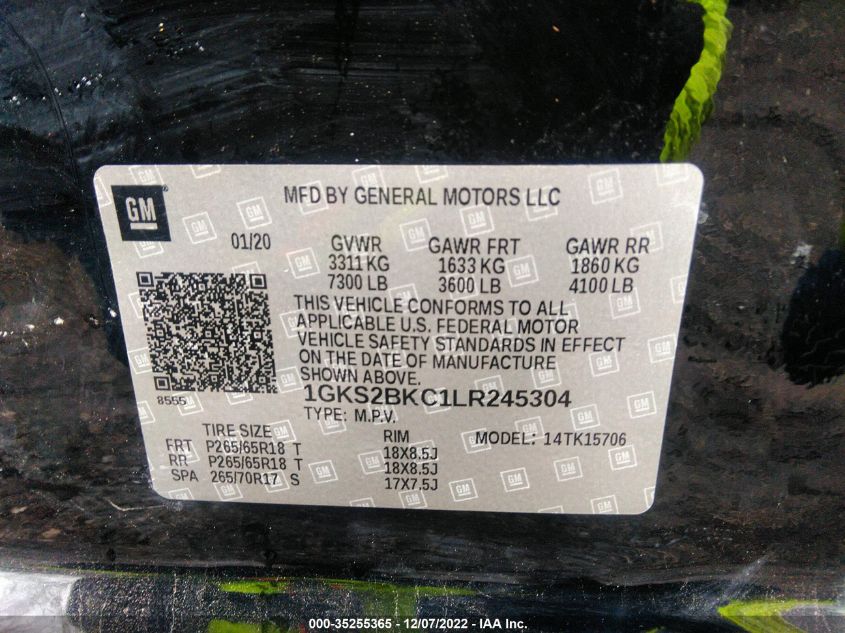 GM
MFD BY GENERAL MOTORS LLC
01/20 GVWR GAWR FRT GAWR RR
3311 KG 1633 KG 1860 KG
7300 LB 3600 LB 4100 LB
THIS VEHICLE CONFORMS TO ALL
APPLICABLE U.S. FEDERAL MOTOR
VEHICLE SAFETY STANDARDS IN EFFECT
ON THE DATE OF MANUFACTURE
SHOWN ABOVE.
8555
1GKS2BKC1LR245304
TYPE: M.P.V.
TIRE SIZE RIM MODEL: 14TK15706
FRT P265/65R18 T 18X8.5J
RR P265/65R18 T 18X8.5J
SPA 265/70R17 S 17X7.5J
000-35255365 - 12/07/2022 - IAA Inc.